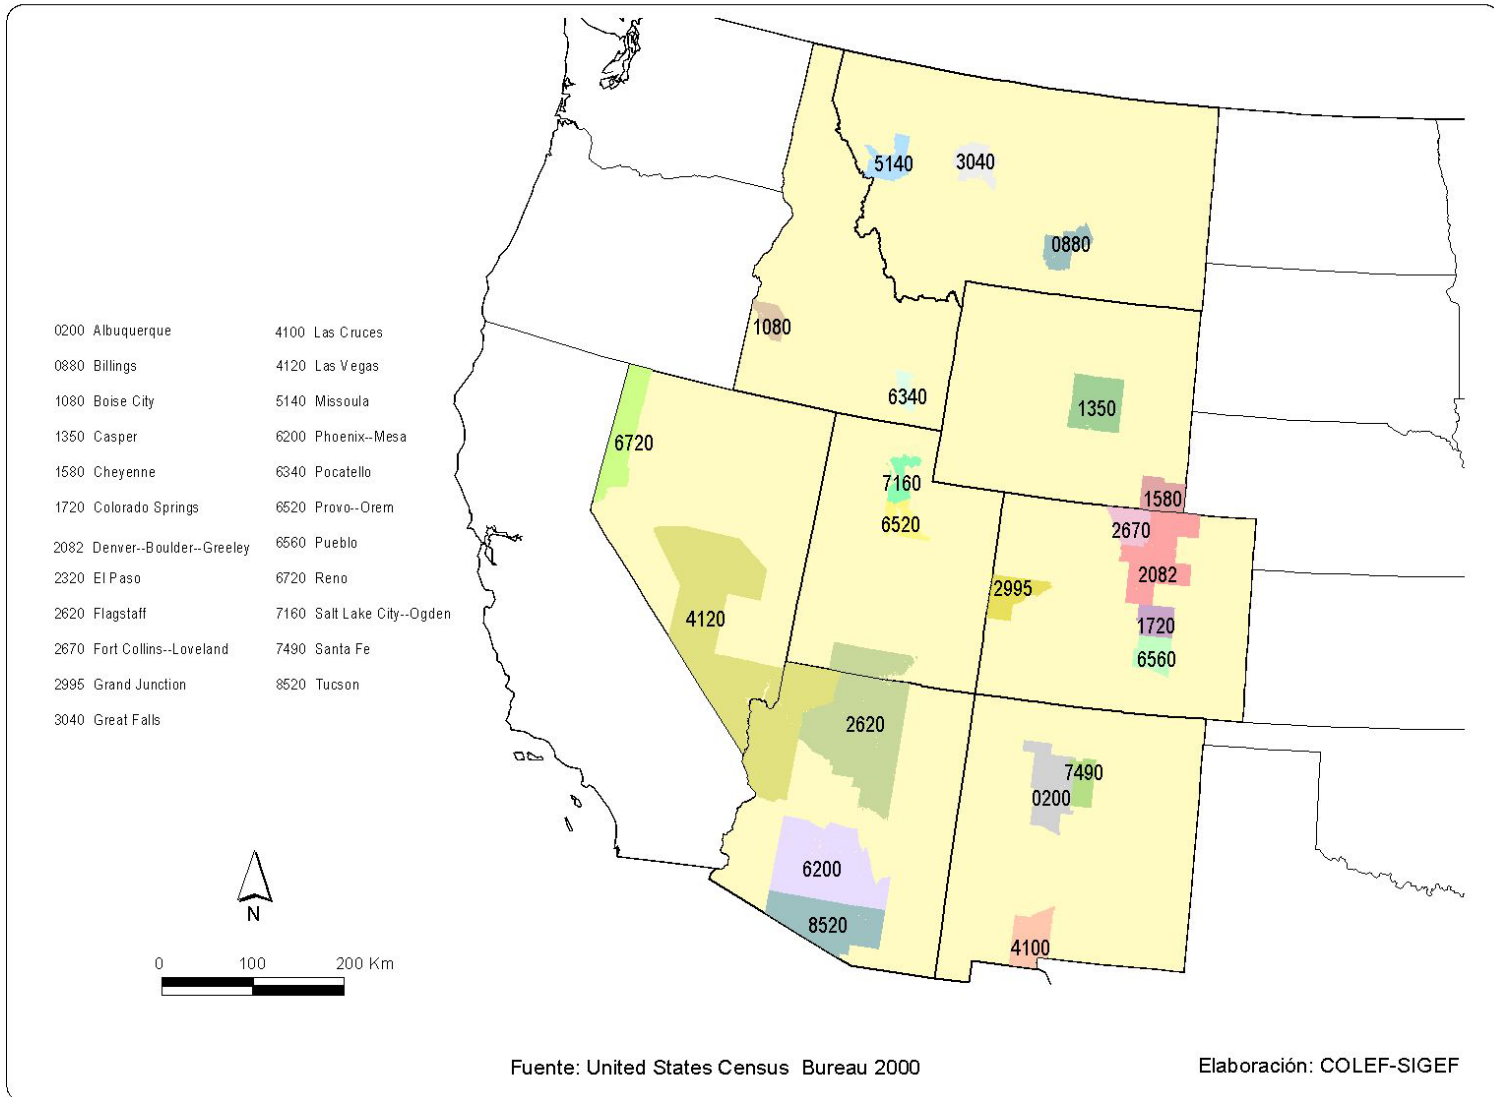 5140
3040
0880
1080
6340
1350
6720
7160
6520
1580
2670
2082
2995
1720
6560
4120
2620
7490
0200
6200
8520
4100
0200 Albuquerque
0880 Billings
1080 Boise City
1350 Casper
1580 Cheyenne
1720 Colorado Springs
2082 Denver--Boulder--Greeley
2320 El Paso
2620 Flagstaff
2670 Fort Collins--Loveland
2995 Grand Junction
3040 Great Falls
4100 Las Cruces
4120 Las Vegas
5140 Missoula
6200 Phoenix--Mesa
6340 Pocatello
6520 Provo--Orem
6560 Pueblo
6720 Reno
7160 Salt Lake City--Ogden
7490 Santa Fe
8520 Tucson
N
0 100 200 Km
Fuente: United States Census Bureau 2000
Elaboración: COLEF-SIGEF